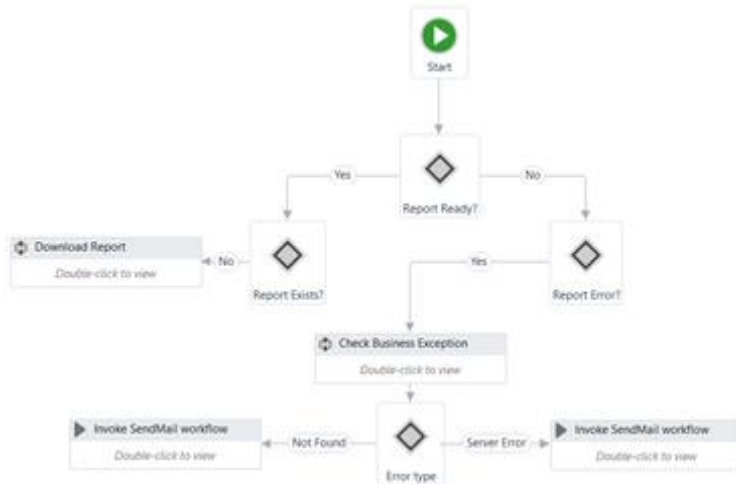 Start
Report Ready?
Yes
No
Download Report
Double-click to view
No
Report Exists?
Yes
Report Error?
Check Business Exception
Double-click to view
Invoke SendMail workflow
Double-click to view
Not Found
Error type
Server Error
Invoke SendMail workflow
Double-click to view